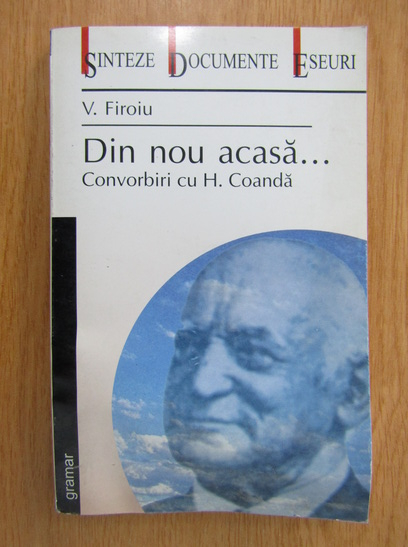 SINTEZE DOCUMENTE ESEURI
V. Firoiu
Din nou acasă...
Convorbiri cu H. Coandă
gramar